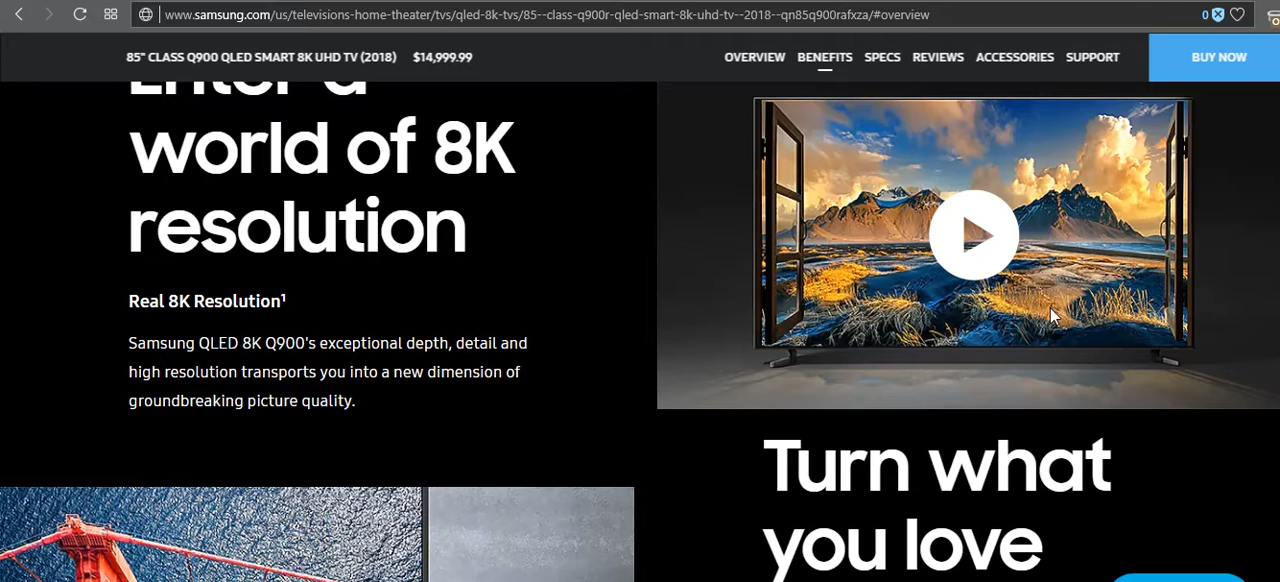 www.samsung.com/us/televisions-home-theater/tvs/qled-8k-tvs/85--class-q900r-qled-smart-8k-uhd-tv--2018--qn85q900rafxza/#overview
0
85" CLASS Q900 QLED SMART 8K UHD TV (2018) $14,999.99
OVERVIEW BENEFITS SPECS REVIEWS ACCESSORIES SUPPORT
BUY NOW
Enter a
world of 8K
resolution
Real 8K Resolution¹
Samsung QLED 8K Q900's exceptional depth, detail and
high resolution transports you into a new dimension of
groundbreaking picture quality.
Turn what
you love